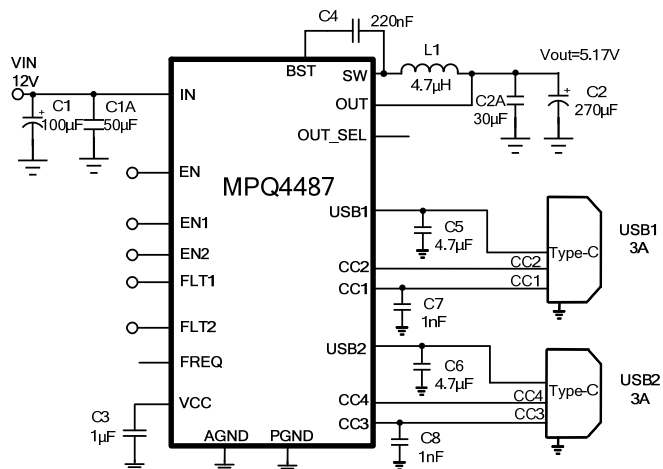 C4
220nF
VIN
12V
BST
SW
L1
4.7µH
Vout=5.17V
C1
100µF
C1A
50µF
IN
OUT
C2A
30µF
C2
270µF
OUT_SEL
EN
MPQ4487
EN1
USB1
C5
4.7µF
Type-C
USB1
3A
EN2
CC2
CC2
FLT1
CC1
CC1
C7
1nF
FLT2
USB2
FREQ
C6
4.7µF
Type-C
USB2
3A
VCC
CC4
CC4
C3
1µF
CC3
CC3
AGND
PGND
C8
1nF